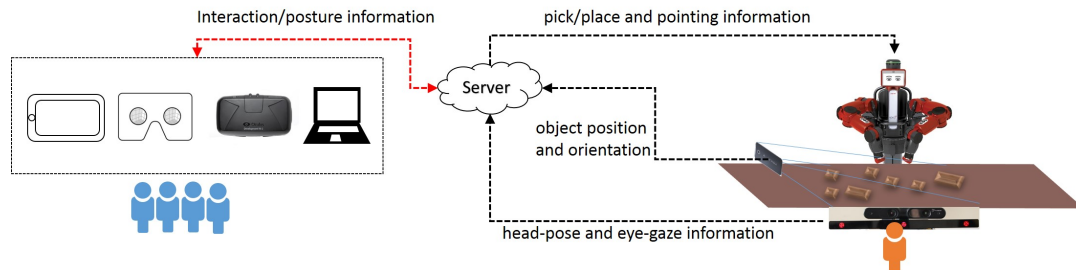 Interaction/posture information
pick/place and pointing information
Server
object position
and orientation
head-pose and eye-gaze information